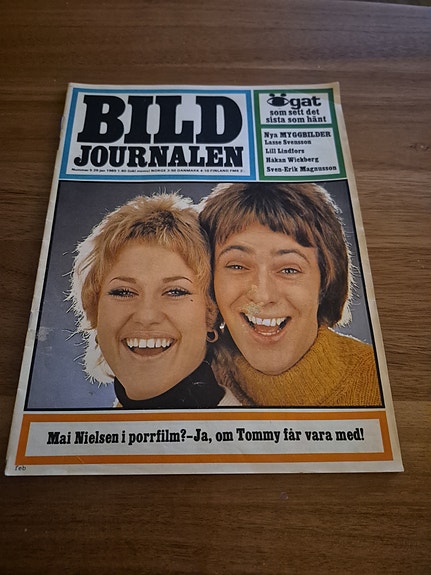 BILD
JOURNALEN
Ögat
som sett det
sista som hänt
Nya MYGGBILDER
Lasse Svensson
Lill Lindfors
Håkan Wickberg
Sven-Erik Magnusson
Mai Nielsen i porrfilm?–Ja, om Tommy får vara med!
feb